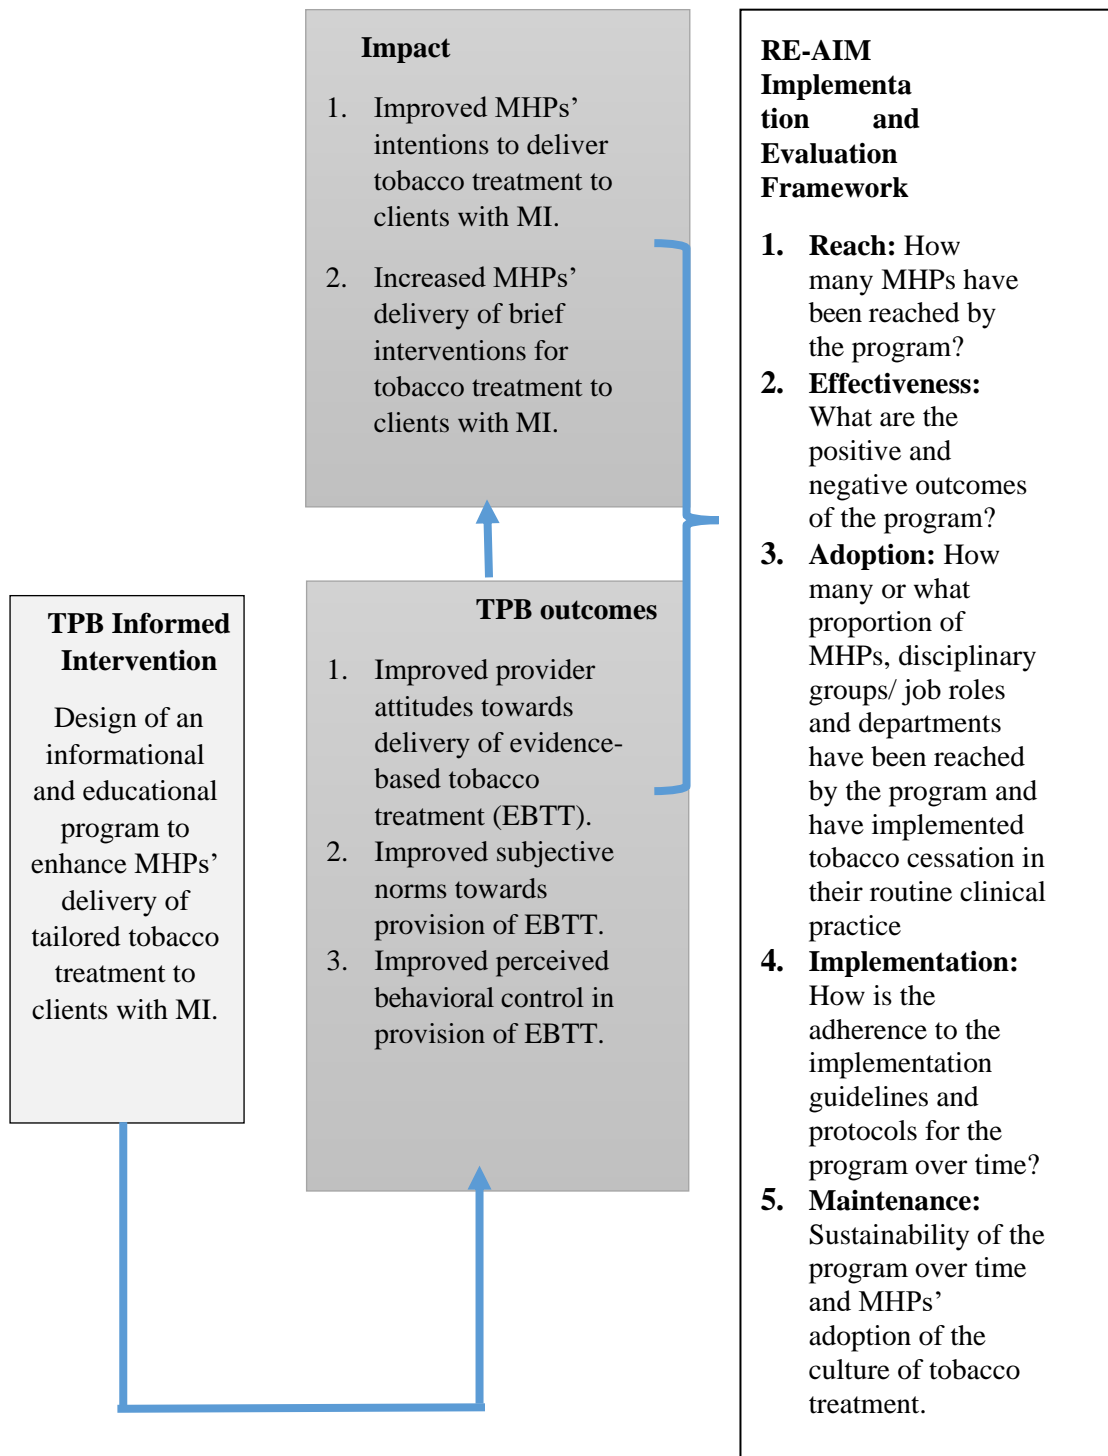 Impact
1. Improved MHPs’
intentions to deliver
tobacco treatment to
clients with MI.
2. Increased MHPs’
delivery of brief
interventions for
tobacco treatment to
clients with MI.
TPB Informed
Intervention
Design of an
informational
and educational
program to
enhance MHPs’
delivery of
tailored tobacco
treatment to
clients with MI.
TPB outcomes
1. Improved provider
attitudes towards
delivery of evidence-
based tobacco
treatment (EBTT).
2. Improved subjective
norms towards
provision of EBTT.
3. Improved perceived
behavioral control in
provision of EBTT.
RE-AIM
Implementa
tion and
Evaluation
Framework
1. Reach: How
many MHPs have
been reached by
the program?
2. Effectiveness:
What are the
positive and
negative outcomes
of the program?
3. Adoption: How
many or what
proportion of
MHPs, disciplinary
groups/ job roles
and departments
have been reached
by the program and
have implemented
tobacco cessation in
their routine clinical
practice
4. Implementation:
How is the
adherence to the
implementation
guidelines and
protocols for the
program over time?
5. Maintenance:
Sustainability of the
program over time
and MHPs’
adoption of the
culture of tobacco
treatment.